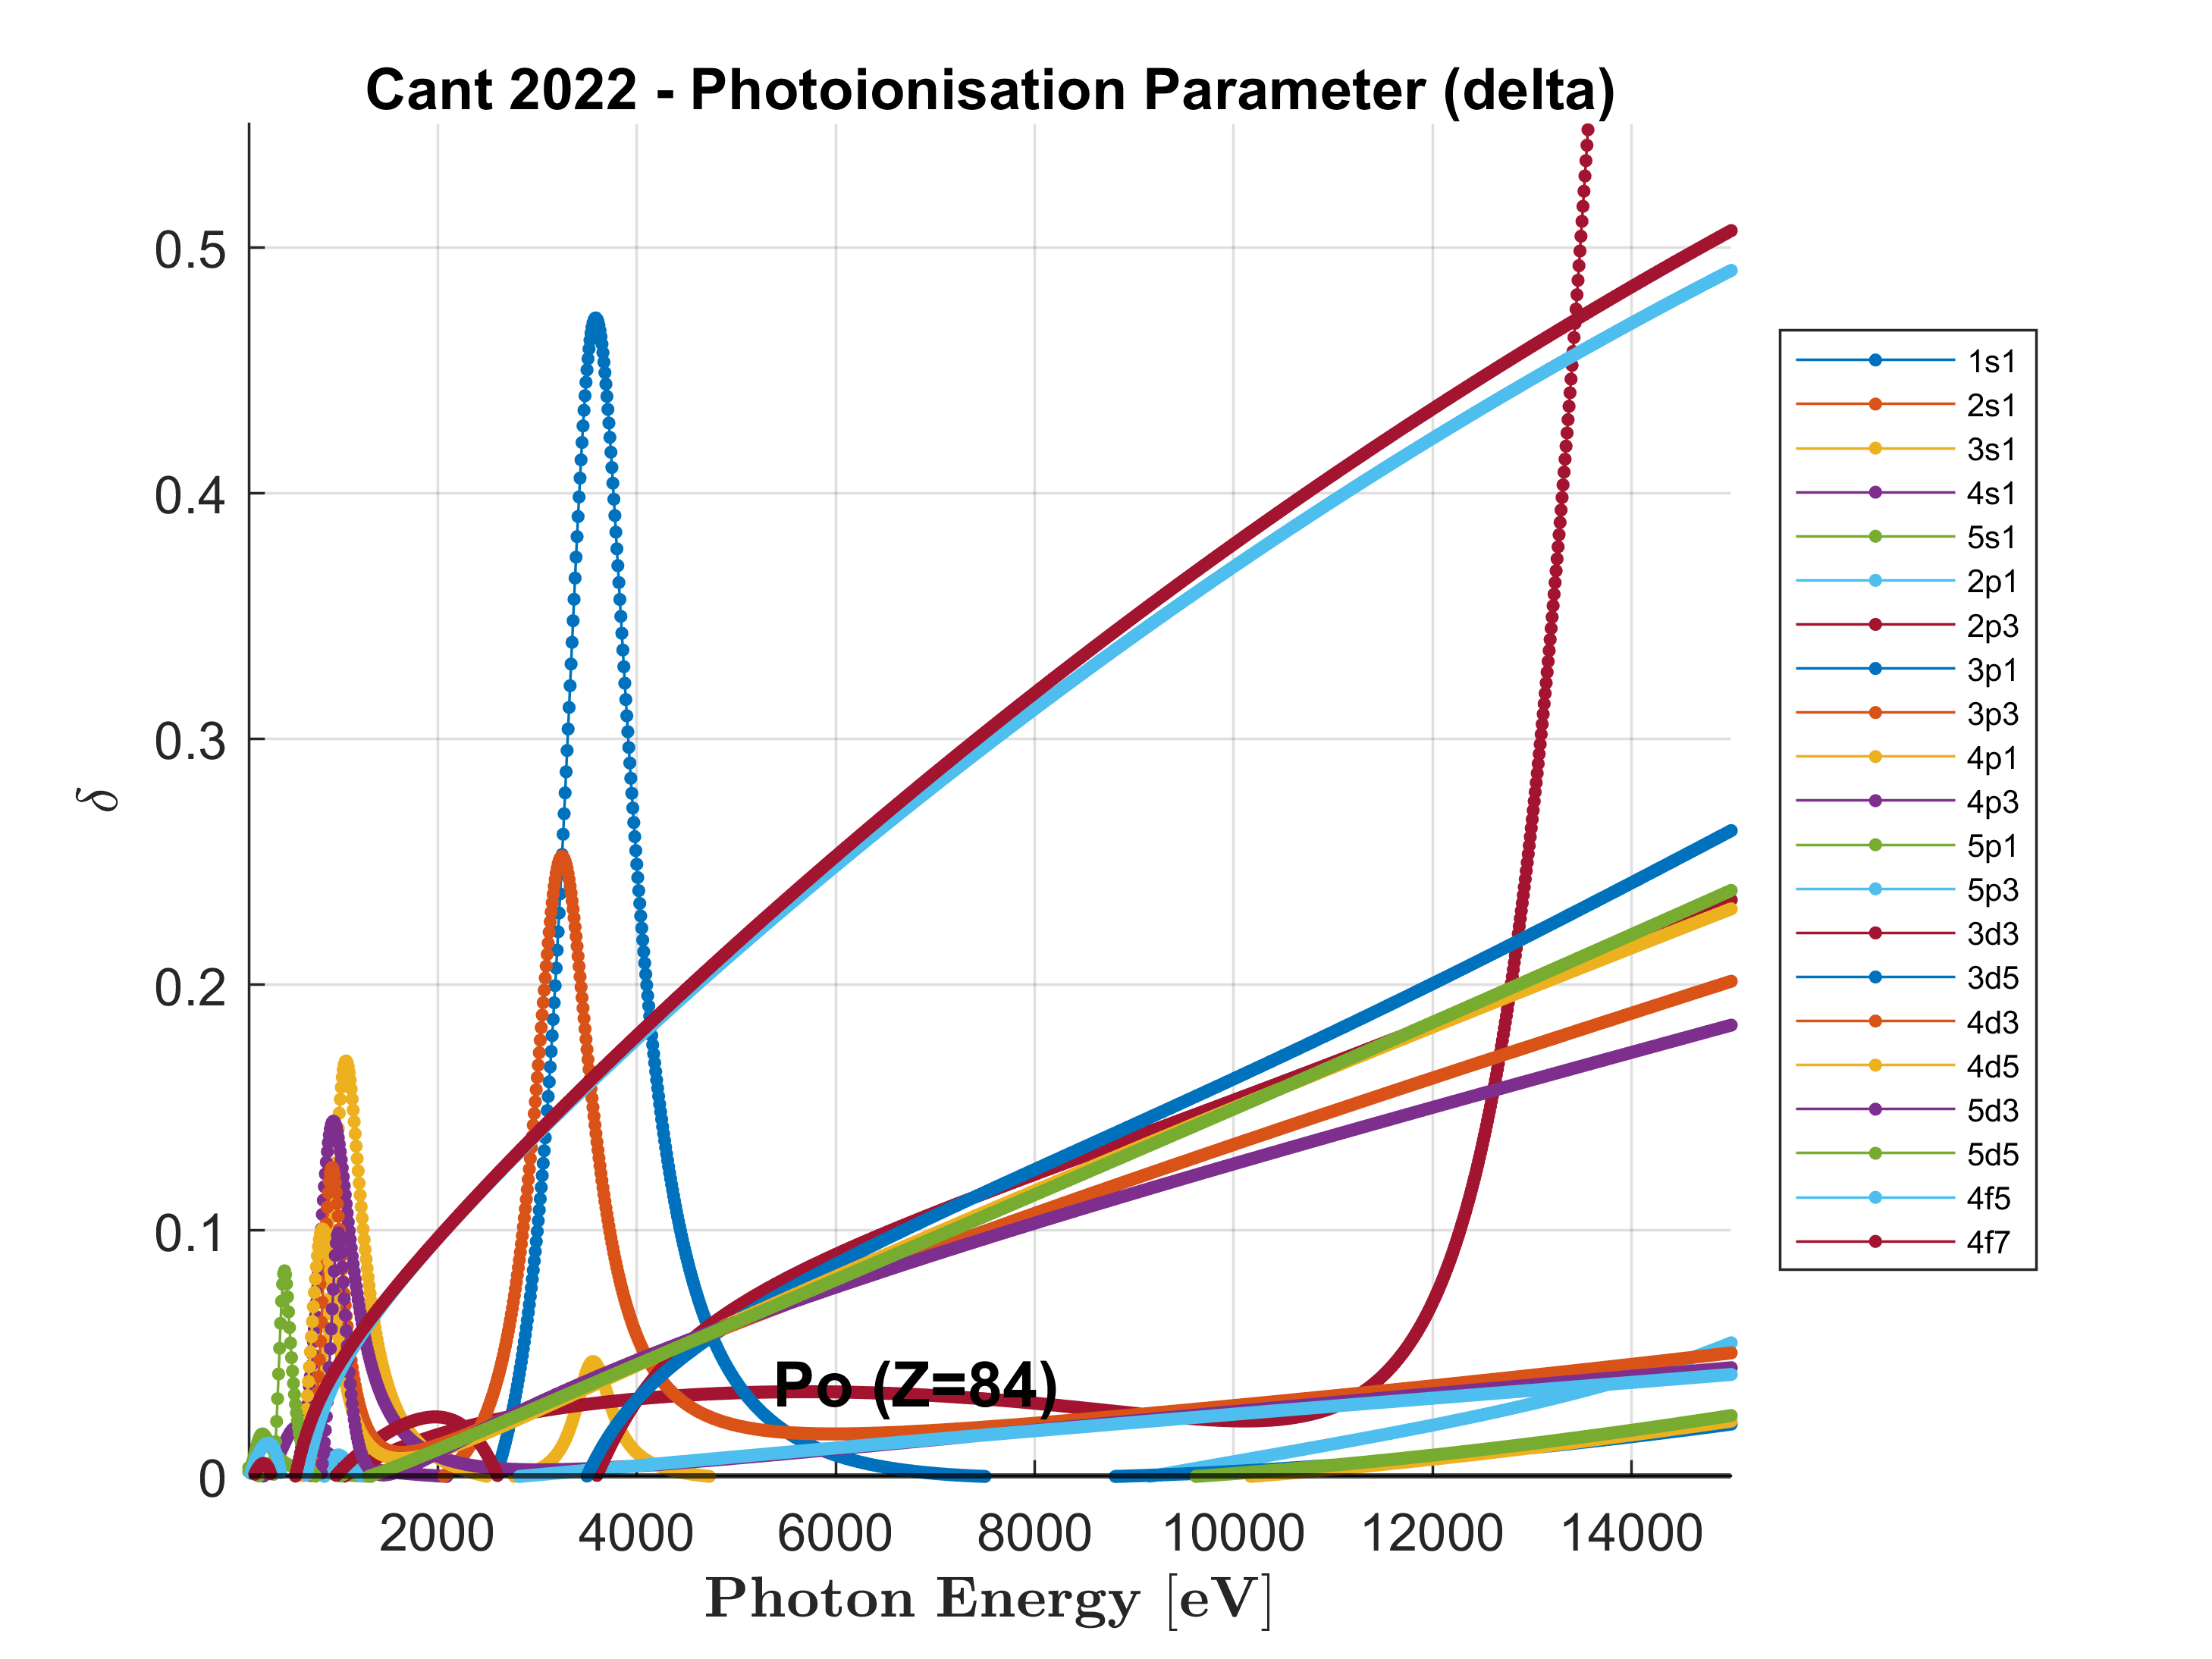 Cant 2022 - Photoionisation Parameter (delta)
0.5
0.4
0.3
0.2
0.1
0
δ
Po (Z=84)
2000 4000 6000 8000 10000 12000 14000
Photon Energy [eV]
1s1
2s1
3s1
4s1
5s1
2p1
2p3
3p1
3p3
4p1
4p3
5p1
5p3
3d3
3d5
4d3
4d5
5d3
5d5
4f5
4f7